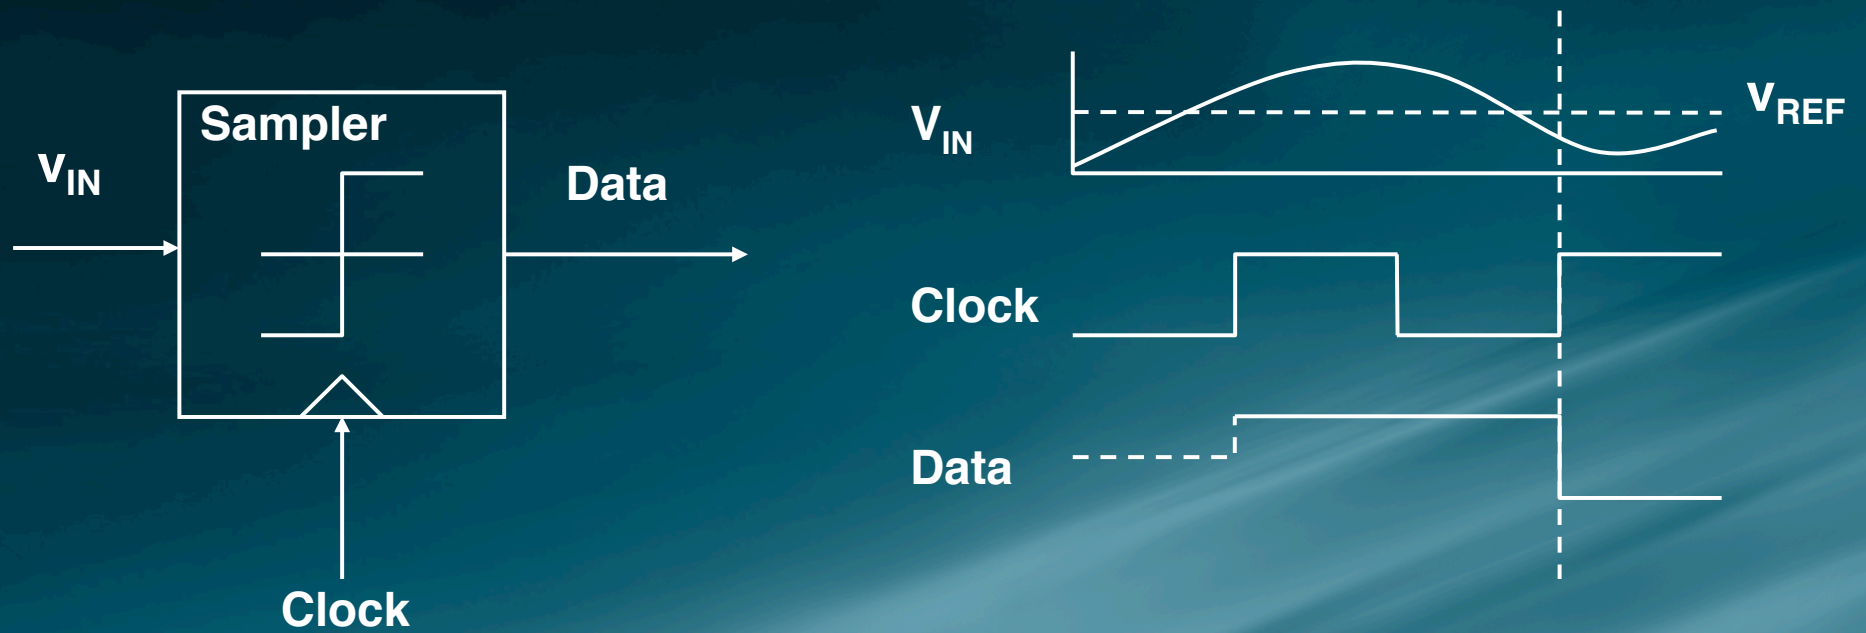 Sampler
vIN
Data
Clock
VIN
vREF
Clock
Data